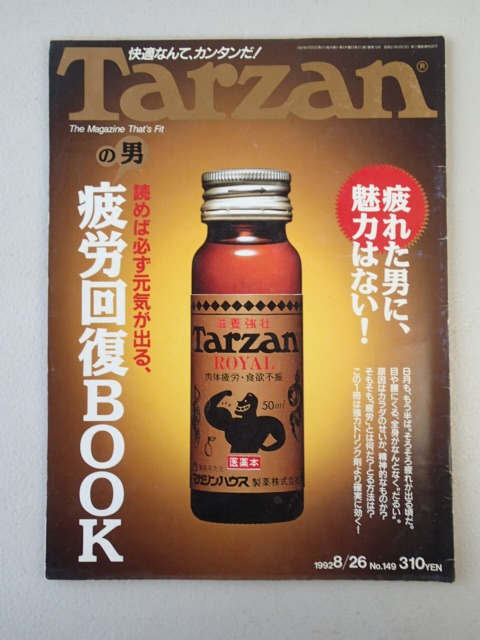 快適なんて、カンタンだ!
Tarzan
®
The Magazine That's Fit
の男
読めば必ず元気が出る、
疲労回復BOOK
疲れた男に、
魅力はない!
8月も、もう半ば。そろそろ疲れが出る頃だ。
目や腰にくる、全身がなんとなく、だるい。
原因はカラダのせいか、精神的なものか?
そもそも、“疲労”とは何だ?とる方法は?
この一冊は強力ドリンク剤より確実に効く!
滋養強壮
Tarzan
ROYAL
肉体疲労・食欲不振
50ml
医薬本
マガジンハウス 製薬株式会
1992 8/26 No.149 310YEN